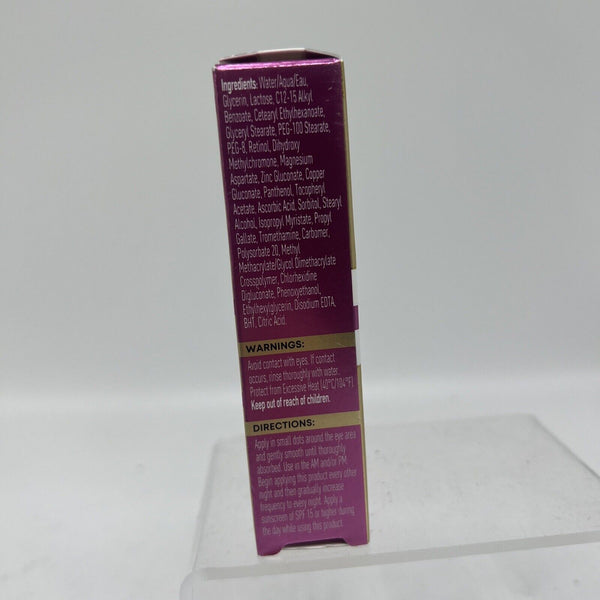 Ingredients: Water/Aqua/Eau,
Glycerin, Lactose, C12-15 Alkyl
Benzoate, Cetearyl Ethylhexanoate,
Glyceryl Stearate, PEG-100 Stearate,
PEG-8, Retinol, Dihydroxy
Methylchromone, Magnesium
Aspartate, Zinc Gluconate, Copper
Gluconate, Panthenol, Tocopheryl
Acetate, Ascorbic Acid, Sorbitol, Stearyl
Alcohol, Isopropyl Myristate, Propyl
Gallate, Tromethamine, Carbomer,
Polysorbate 20, Methyl
Methacrylate/Glycol Dimethacrylate
Crosspolymer, Chlorhexidine
Digluconate, Phenoxyethanol,
Ethylhexylglycerin, Disodium EDTA,
BHT, Citric Acid.
WARNINGS:
Avoid contact with eyes. If contact
occurs, rinse thoroughly with water.
Protect from Excessive Heat (40°C/104°F)
Keep out of reach of children.
DIRECTIONS:
Apply in small dots around the eye area
and gently smooth until thoroughly
absorbed. Use in the AM and/or PM.
Begin applying this product every other
night and then gradually increase
frequency to every night. Apply a
sunscreen of SPF 15 or higher during
the day while using this product